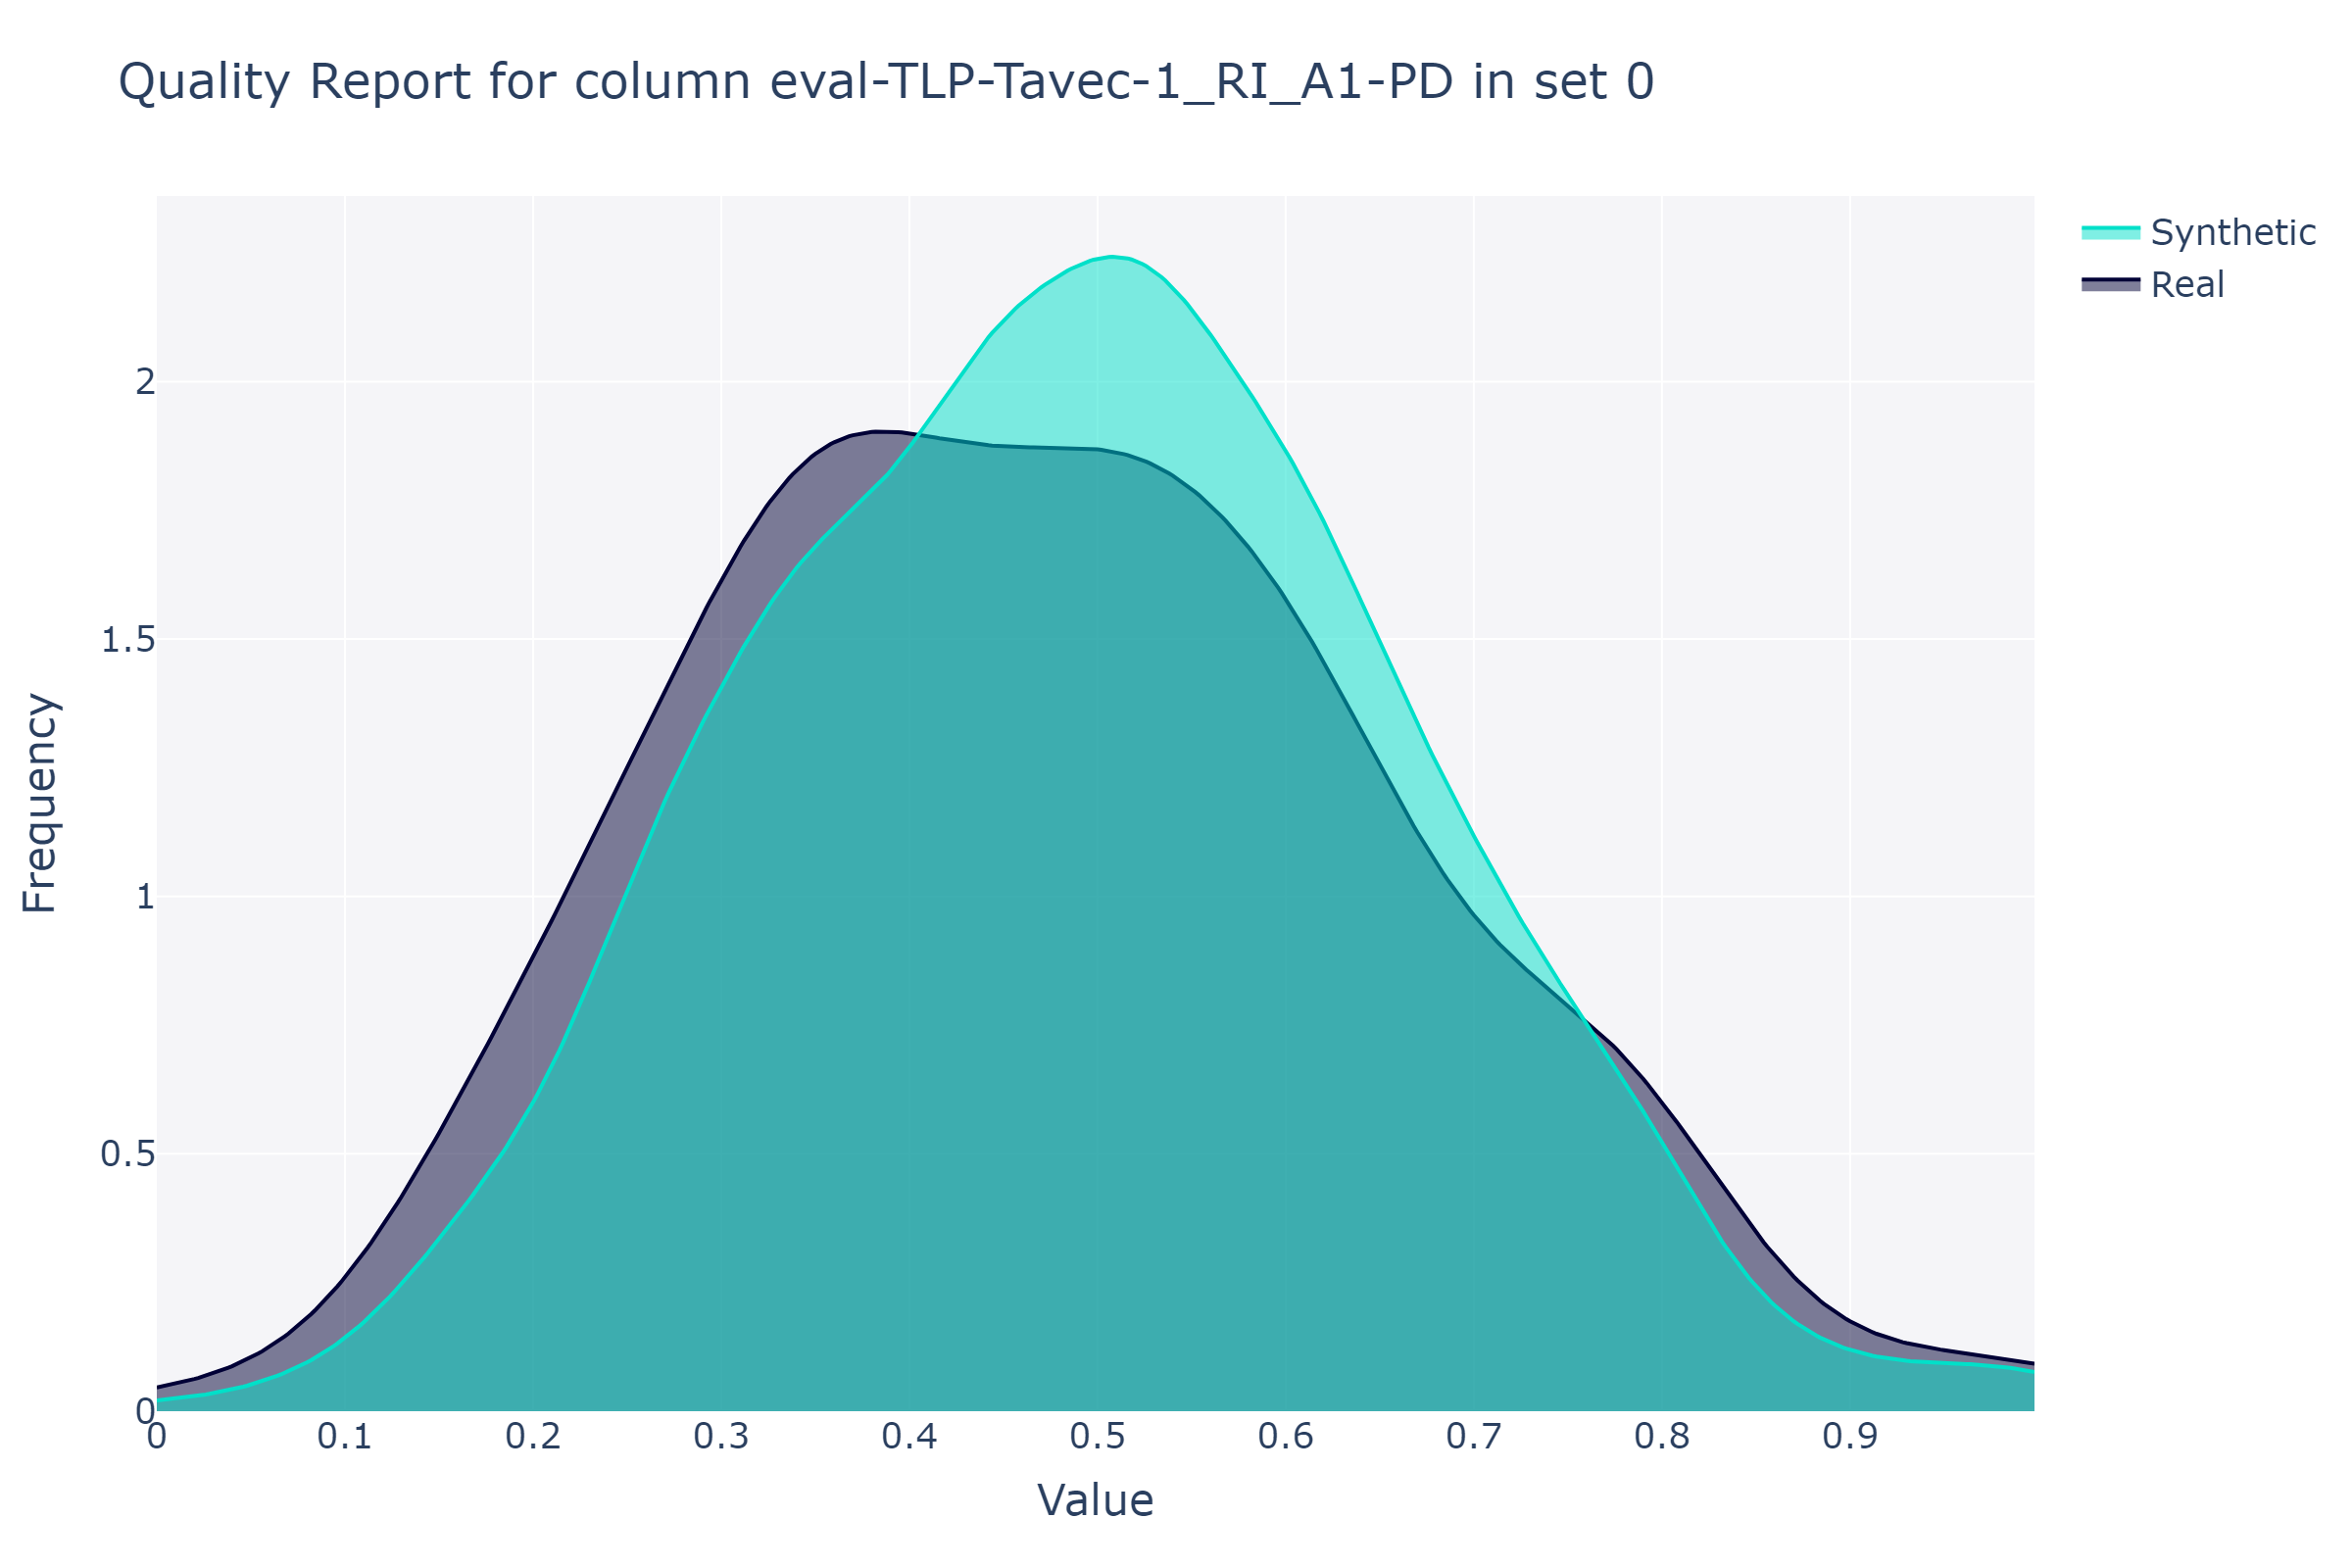 Quality Report for column eval-TLP-Tavec-1_RI_A1-PD in set 0
Synthetic
Real
Frequency
2
1.5
1
0.5
0
0 0.1 0.2 0.3 0.4 0.5 0.6 0.7 0.8 0.9
Value